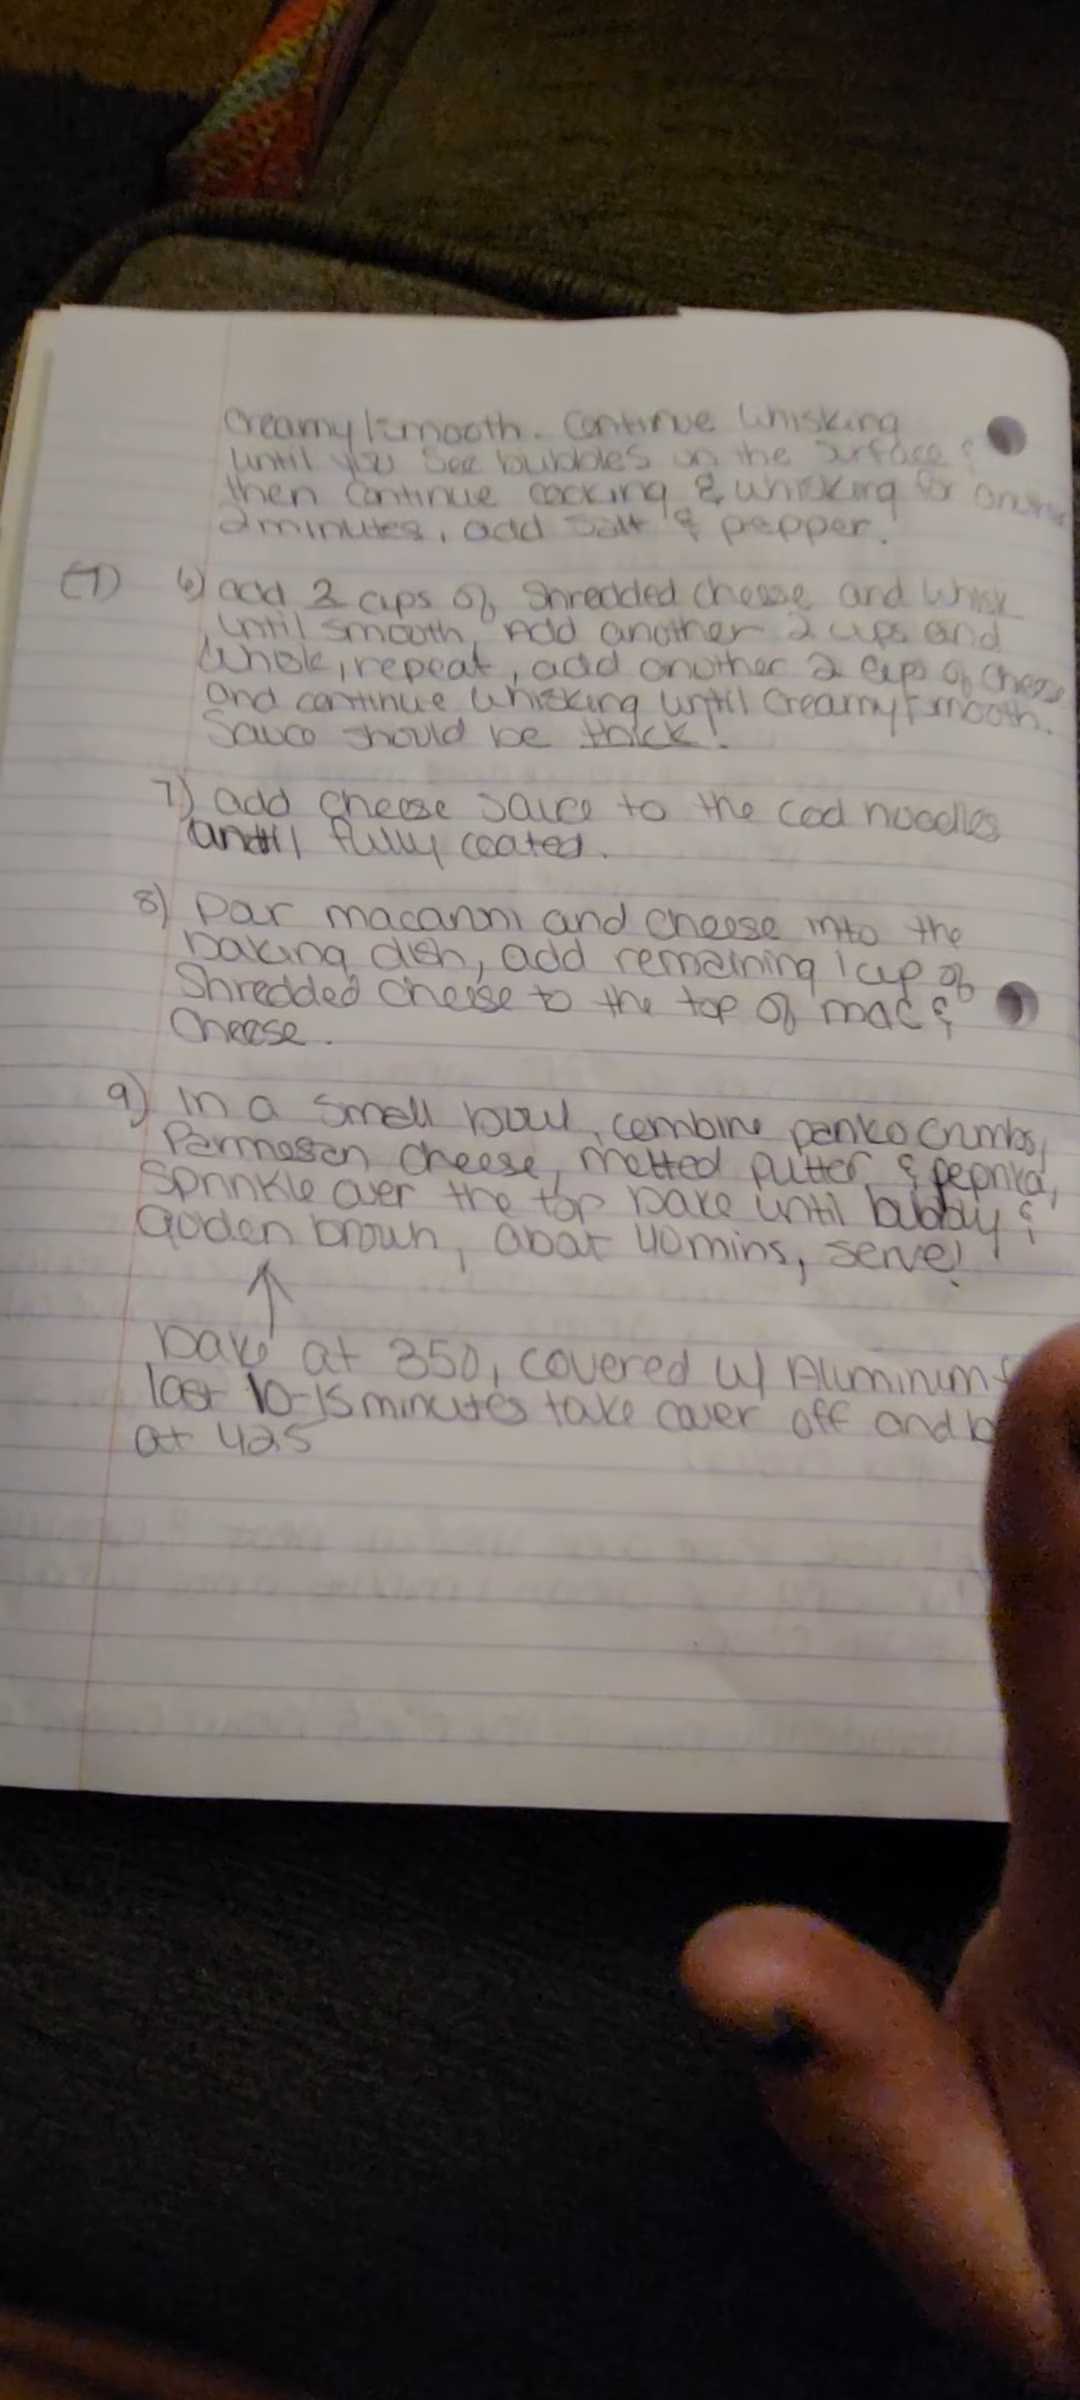 creamy/smooth. Continue whisking
until you see bubbles on the surface &
then continue cooking & whisking for
2 minutes, add salt & pepper.
(7) 6) add 2 cups of shredded cheese and whisk
until smooth, Add another 2 cups and
whisk, repeat, add another 2 cups of cheese
and continue whisking until creamy/smooth.
Sauce should be thick!
7) add cheese sauce to the cod noodles
until fully coated.
8) Par macaroni and cheese into the
baking dish, add remaining 1 cup of
Shredded cheese to the top of mac &
Cheese.
9) In a small bowl, combine panko crumbs,
Parmesan cheese, melted butter, & paprika,
Sprinkle over the top bake until bubbly &
Goden brown, about 40 mins, serve!
↑
bake at 350, covered w/ Aluminum
last 10-15 minutes take cover off and
at 425